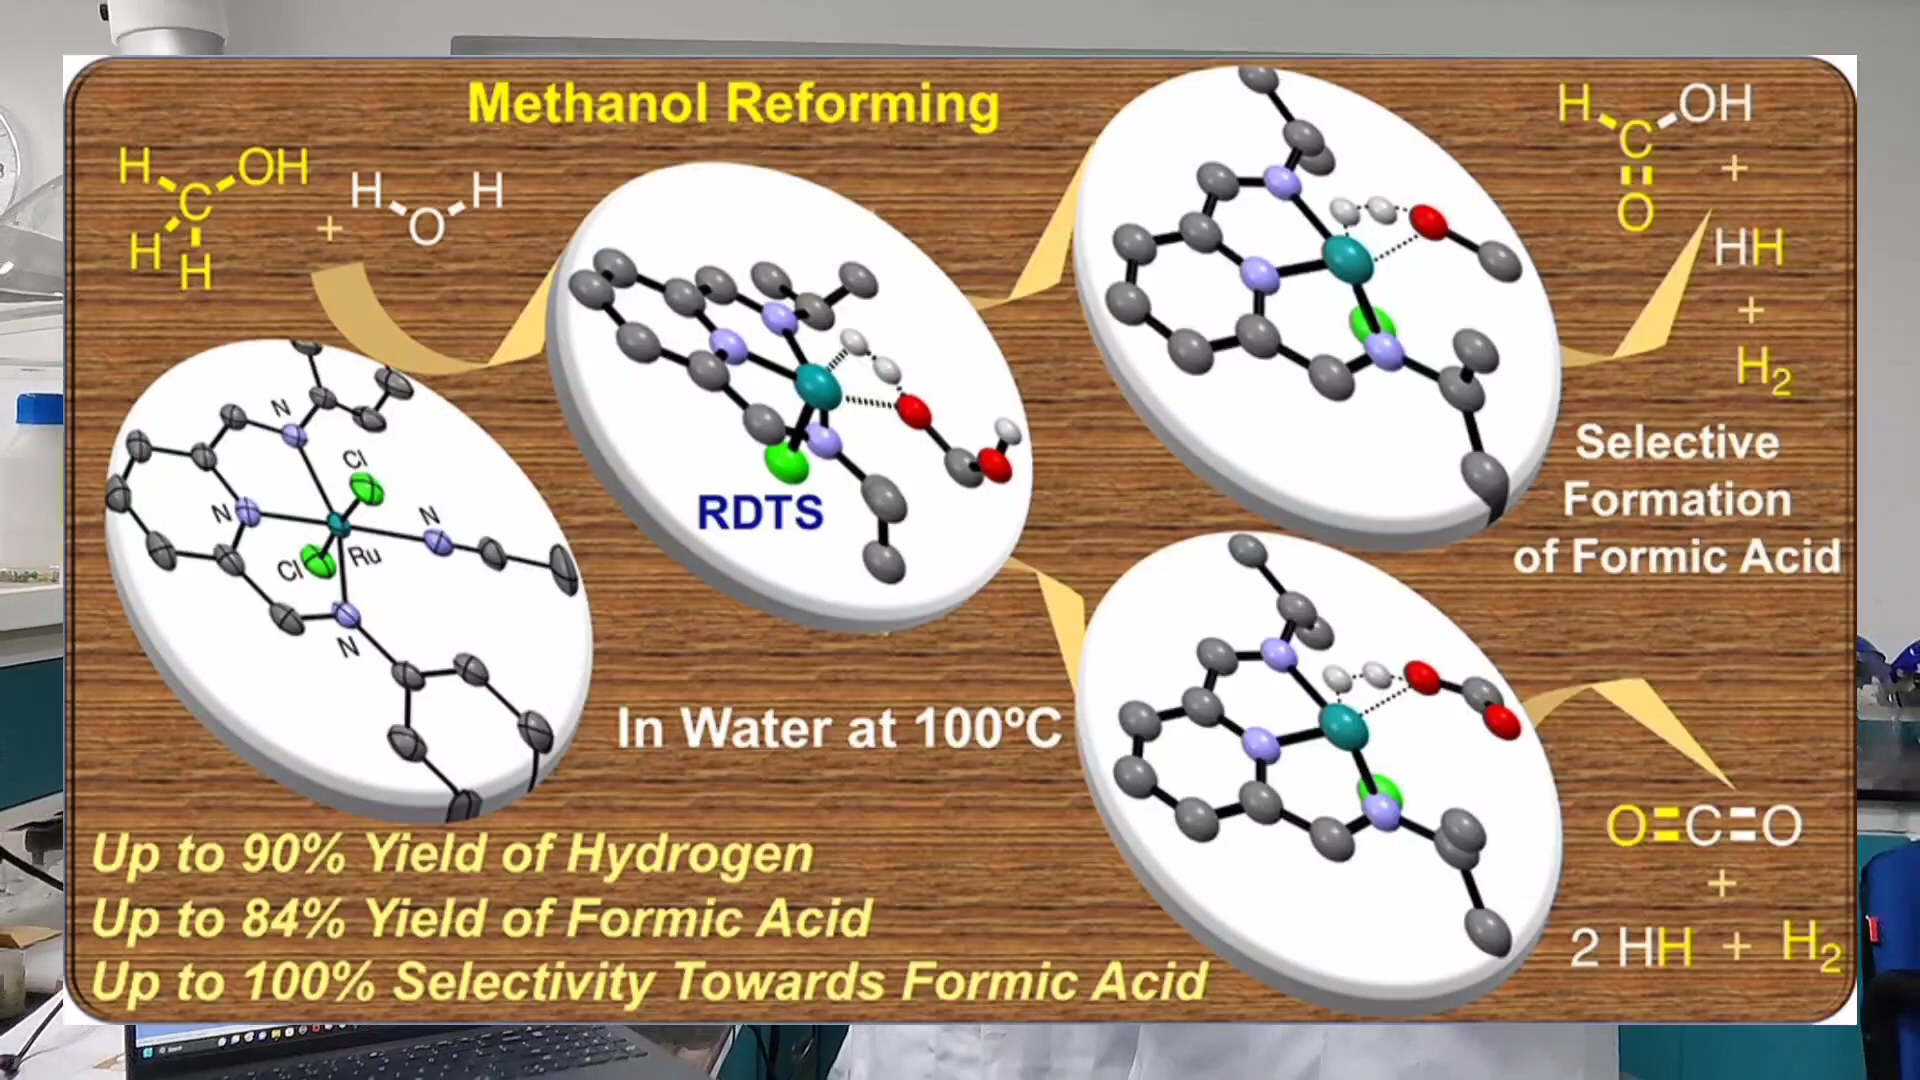 Methanol Reforming
H OH
C
H
H
+
H H
O
N
Cl
N
N
Cl
Ru
N
RDTS
In Water at 100ºC
H OH
C
O
+
HH
+
H2
Selective
Formation
of Formic Acid
O=C=O
+
2 HH + H2
Up to 90% Yield of Hydrogen
Up to 84% Yield of Formic Acid
Up to 100% Selectivity Towards Formic Acid